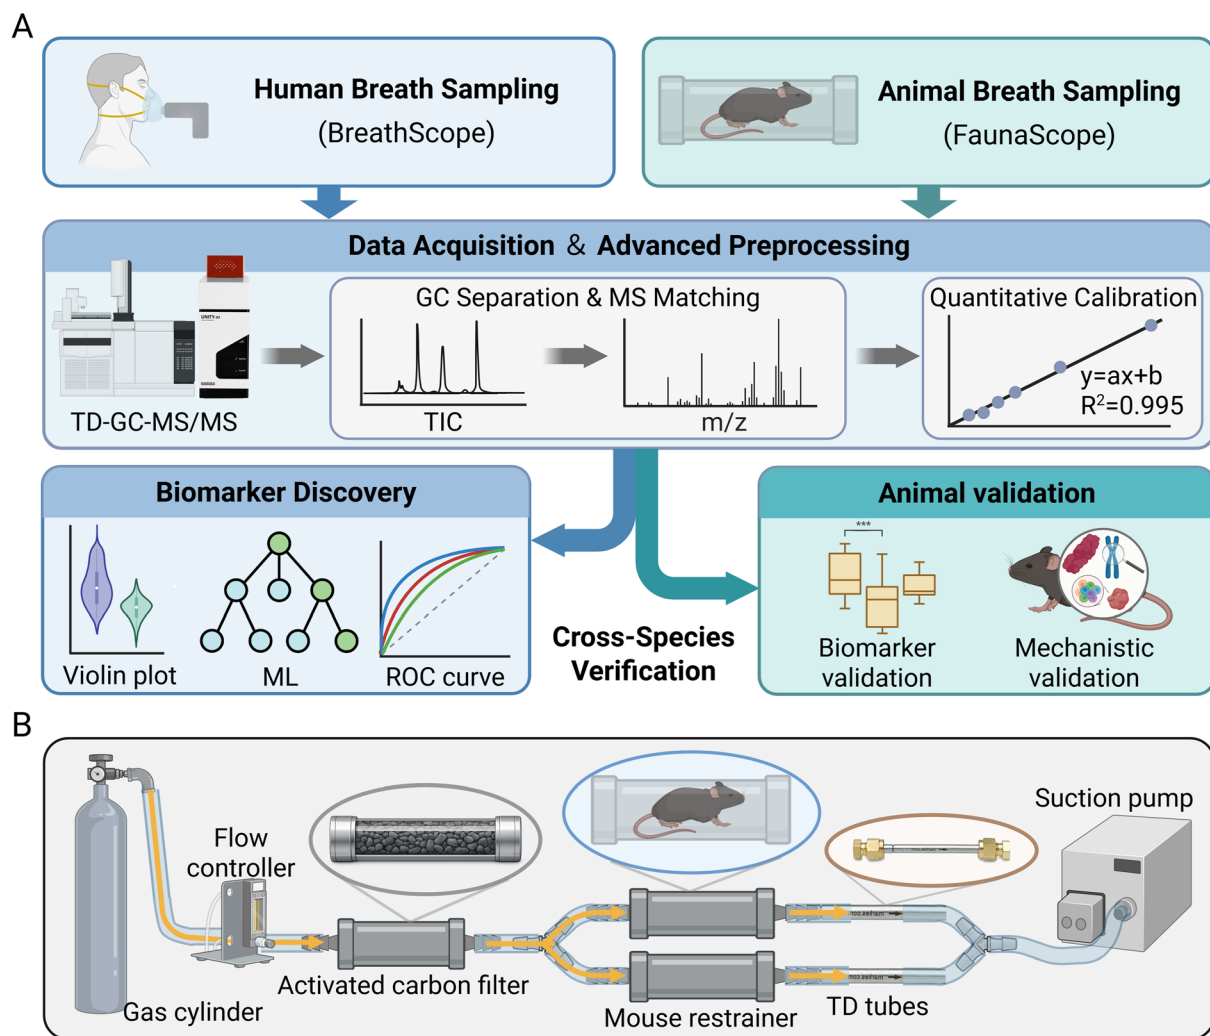 A
Human Breath Sampling
(BreathScope)
Animal Breath Sampling
(FaunaScope)
Data Acquisition & Advanced Preprocessing
UNITY-xr
TD-GC-MS/MS
GC Separation & MS Matching
TIC
m/z
Quantitative Calibration
y=ax+b
R²=0.995
Biomarker Discovery
Violin plot
ML
ROC curve
Cross-Species
Verification
Animal validation
***
Biomarker
validation
Mechanistic
validation
B
Gas cylinder
Flow
controller
Activated carbon filter
Mouse restrainer
TD tubes
Suction pump